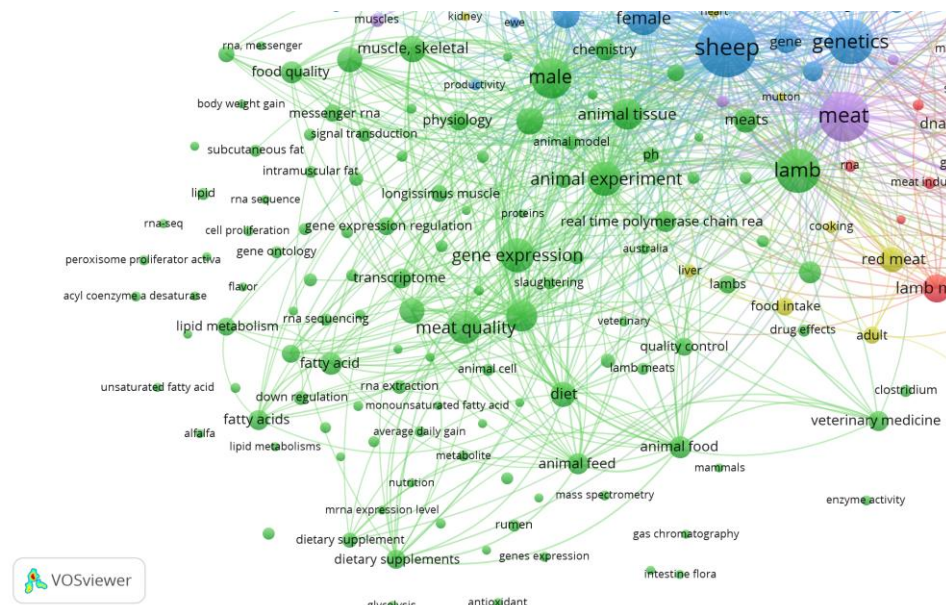 muscles
kidney
ewe
female
heart
rna, messenger
muscle, skeletal
chemistry
sheep
gene
genetics
food quality
male
productivity
mutton
body weight gain
messenger rna
physiology
animal tissue
meats
meat
dna
signal transduction
animal model
subcutaneous fat
ph
rna
intramuscular fat
animal experiment
lamb
meat indu
lipid
rna sequence
longissimus muscle
rna-seq
cell proliferation
gene expression regulation
proteins
real time polymerase chain rea
cooking
peroxisome proliferator activa
gene ontology
gene expression
australia
red meat
acyl coenzyme a desaturase
flavor
transcriptome
slaughtering
liver
lambs
lamb m
lipid metabolism
rna sequencing
meat quality
veterinary
food intake
drug effects
adult
fatty acid
quality control
unsaturated fatty acid
down regulation
rna extraction
animal cell
lamb meats
clostridium
fatty acids
monounsaturated fatty acid
diet
veterinary medicine
alfalfa
lipid metabolisms
average daily gain
metabolite
animal feed
animal food
mammals
nutrition
mass spectrometry
enzyme activity
mrna expression level
rumen
dietary supplement
gas chromatography
dietary supplements
genes expression
intestine flora
VOSviewer
glycolysis
antioxidant